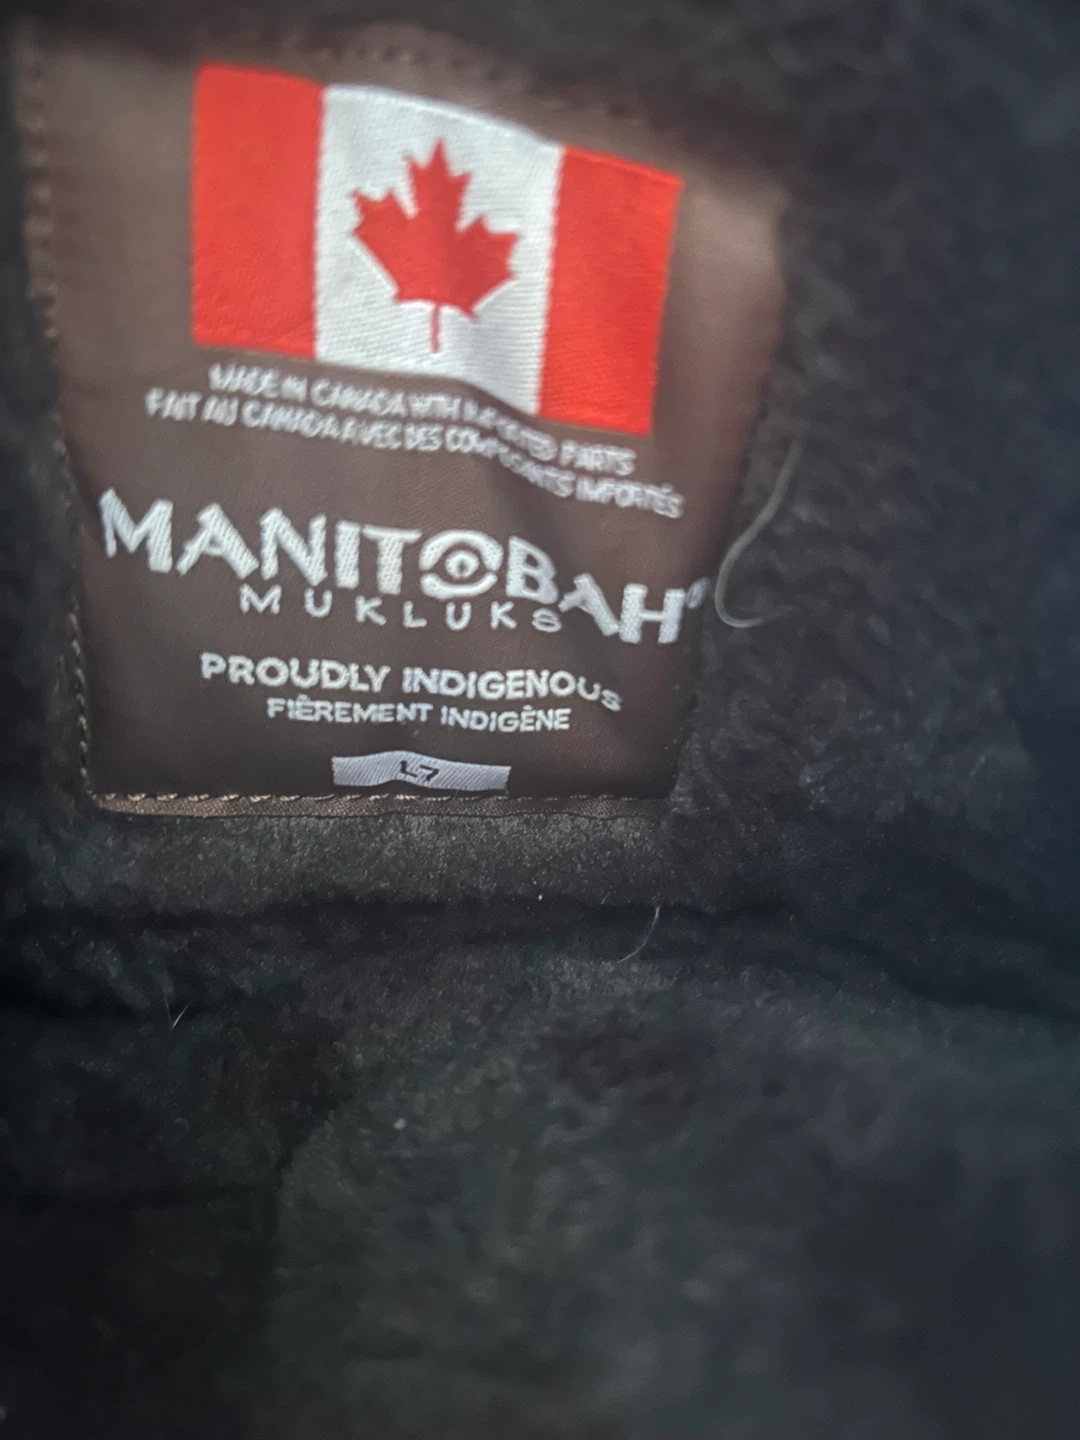 MADE IN CANADA WITH IMPORTED PARTS
FAIT AU CANADA AVEC DES COMPOSANTS IMPORTÉS
MANITOBAH®
MUKLUKS
PROUDLY INDIGENOUS
FIÈREMENT INDIGÈNE
L7